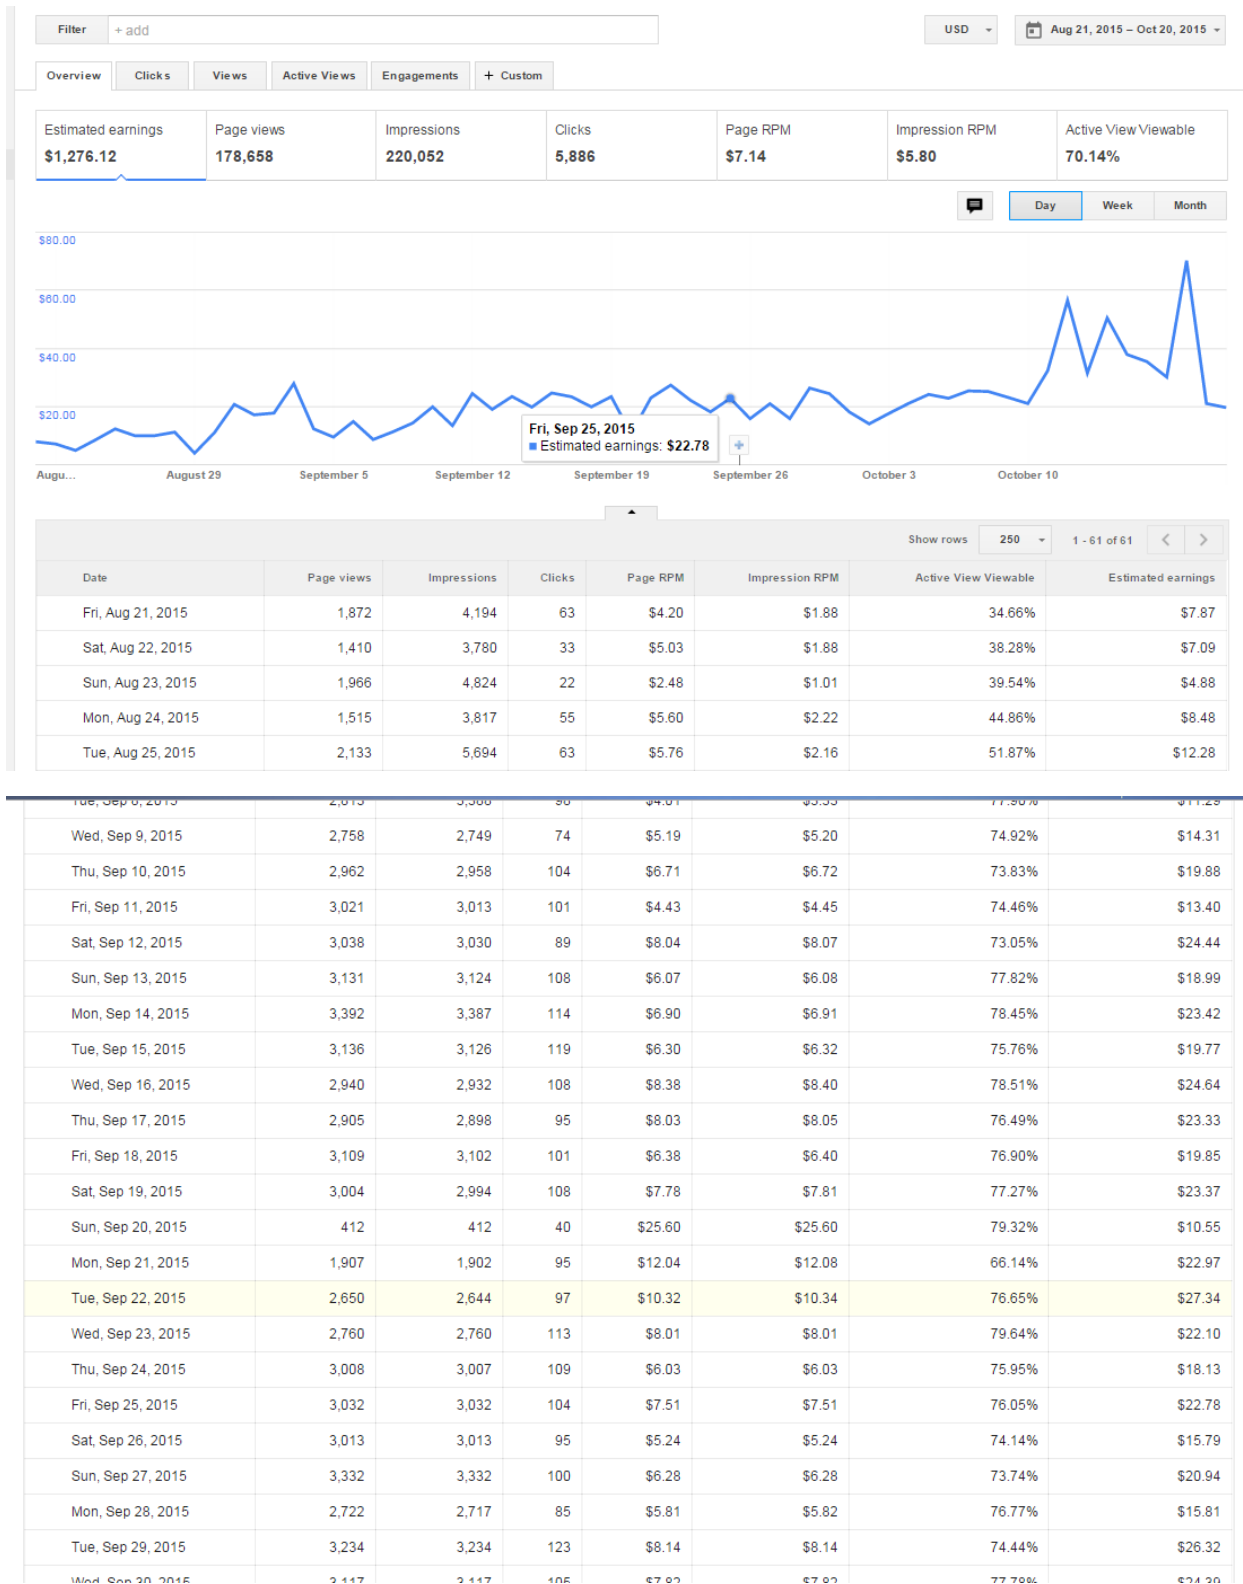 Filter + add USD Aug 21, 2015 – Oct 20, 2015
Overview Clicks Views Active Views Engagements + Custom
Estimated earnings Page views Impressions Clicks Page RPM Impression RPM Active View Viewable
$1,276.12 178,658 220,052 5,886 $7.14 $5.80 70.14%
Day Week Month
$80.00
$60.00
$40.00
$20.00
Fri, Sep 25, 2015
Estimated earnings: $22.78
Augu... August 29 September 5 September 12 September 19 September 26 October 3 October 10
Show rows 250 1 - 61 of 61
Date Page views Impressions Clicks Page RPM Impression RPM Active View Viewable Estimated earnings
Fri, Aug 21, 2015 1,872 4,194 63 $4.20 $1.88 34.66% $7.87
Sat, Aug 22, 2015 1,410 3,780 33 $5.03 $1.88 38.28% $7.09
Sun, Aug 23, 2015 1,966 4,824 22 $2.48 $1.01 39.54% $4.88
Mon, Aug 24, 2015 1,515 3,817 55 $5.60 $2.22 44.86% $8.48
Tue, Aug 25, 2015 2,133 5,694 63 $5.76 $2.16 51.87% $12.28
Tue, Sep 8, 2015 $11.29
Wed, Sep 9, 2015 2,758 2,749 74 $5.19 $5.20 74.92% $14.31
Thu, Sep 10, 2015 2,962 2,958 104 $6.71 $6.72 73.83% $19.88
Fri, Sep 11, 2015 3,021 3,013 101 $4.43 $4.45 74.46% $13.40
Sat, Sep 12, 2015 3,038 3,030 89 $8.04 $8.07 73.05% $24.44
Sun, Sep 13, 2015 3,131 3,124 108 $6.07 $6.08 77.82% $18.99
Mon, Sep 14, 2015 3,392 3,387 114 $6.90 $6.91 78.45% $23.42
Tue, Sep 15, 2015 3,136 3,126 119 $6.30 $6.32 75.76% $19.77
Wed, Sep 16, 2015 2,940 2,932 108 $8.38 $8.40 78.51% $24.64
Thu, Sep 17, 2015 2,905 2,898 95 $8.03 $8.05 76.49% $23.33
Fri, Sep 18, 2015 3,109 3,102 101 $6.38 $6.40 76.90% $19.85
Sat, Sep 19, 2015 3,004 2,994 108 $7.78 $7.81 77.27% $23.37
Sun, Sep 20, 2015 412 412 40 $25.60 $25.60 79.32% $10.55
Mon, Sep 21, 2015 1,907 1,902 95 $12.04 $12.08 66.14% $22.97
Tue, Sep 22, 2015 2,650 2,644 97 $10.32 $10.34 76.65% $27.34
Wed, Sep 23, 2015 2,760 2,760 113 $8.01 $8.01 79.64% $22.10
Thu, Sep 24, 2015 3,008 3,007 109 $6.03 $6.03 75.95% $18.13
Fri, Sep 25, 2015 3,032 3,032 104 $7.51 $7.51 76.05% $22.78
Sat, Sep 26, 2015 3,013 3,013 95 $5.24 $5.24 74.14% $15.79
Sun, Sep 27, 2015 3,332 3,332 100 $6.28 $6.28 73.74% $20.94
Mon, Sep 28, 2015 2,722 2,717 85 $5.81 $5.82 76.77% $15.81
Tue, Sep 29, 2015 3,234 3,234 123 $8.14 $8.14 74.44% $26.32
Wed, Sep 30, 2015 3,117 3,117 $7.82 $7.82 77.78% $24.39